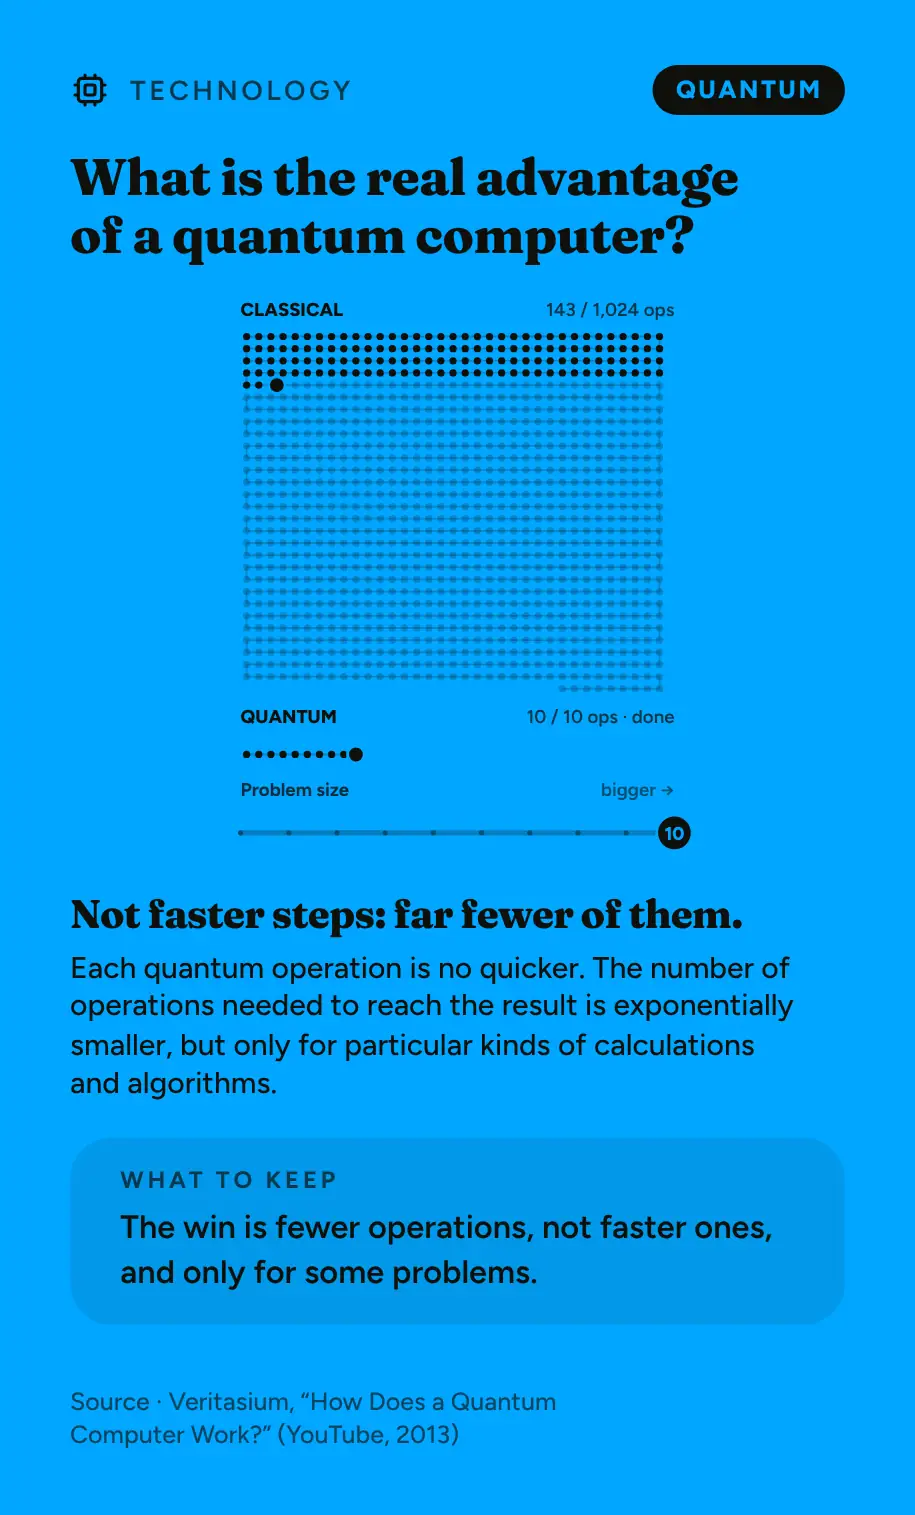 TECHNOLOGY
QUANTUM
What is the real advantage
of a quantum computer?
CLASSICAL
143 / 1,024 ops
QUANTUM
10 / 10 ops · done
Problem size
bigger →
10
Not faster steps: far fewer of them.
Each quantum operation is no quicker. The number of
operations needed to reach the result is exponentially
smaller, but only for particular kinds of calculations
and algorithms.
WHAT TO KEEP
The win is fewer operations, not faster ones,
and only for some problems.
Source · Veritasium, “How Does a Quantum
Computer Work?” (YouTube, 2013)